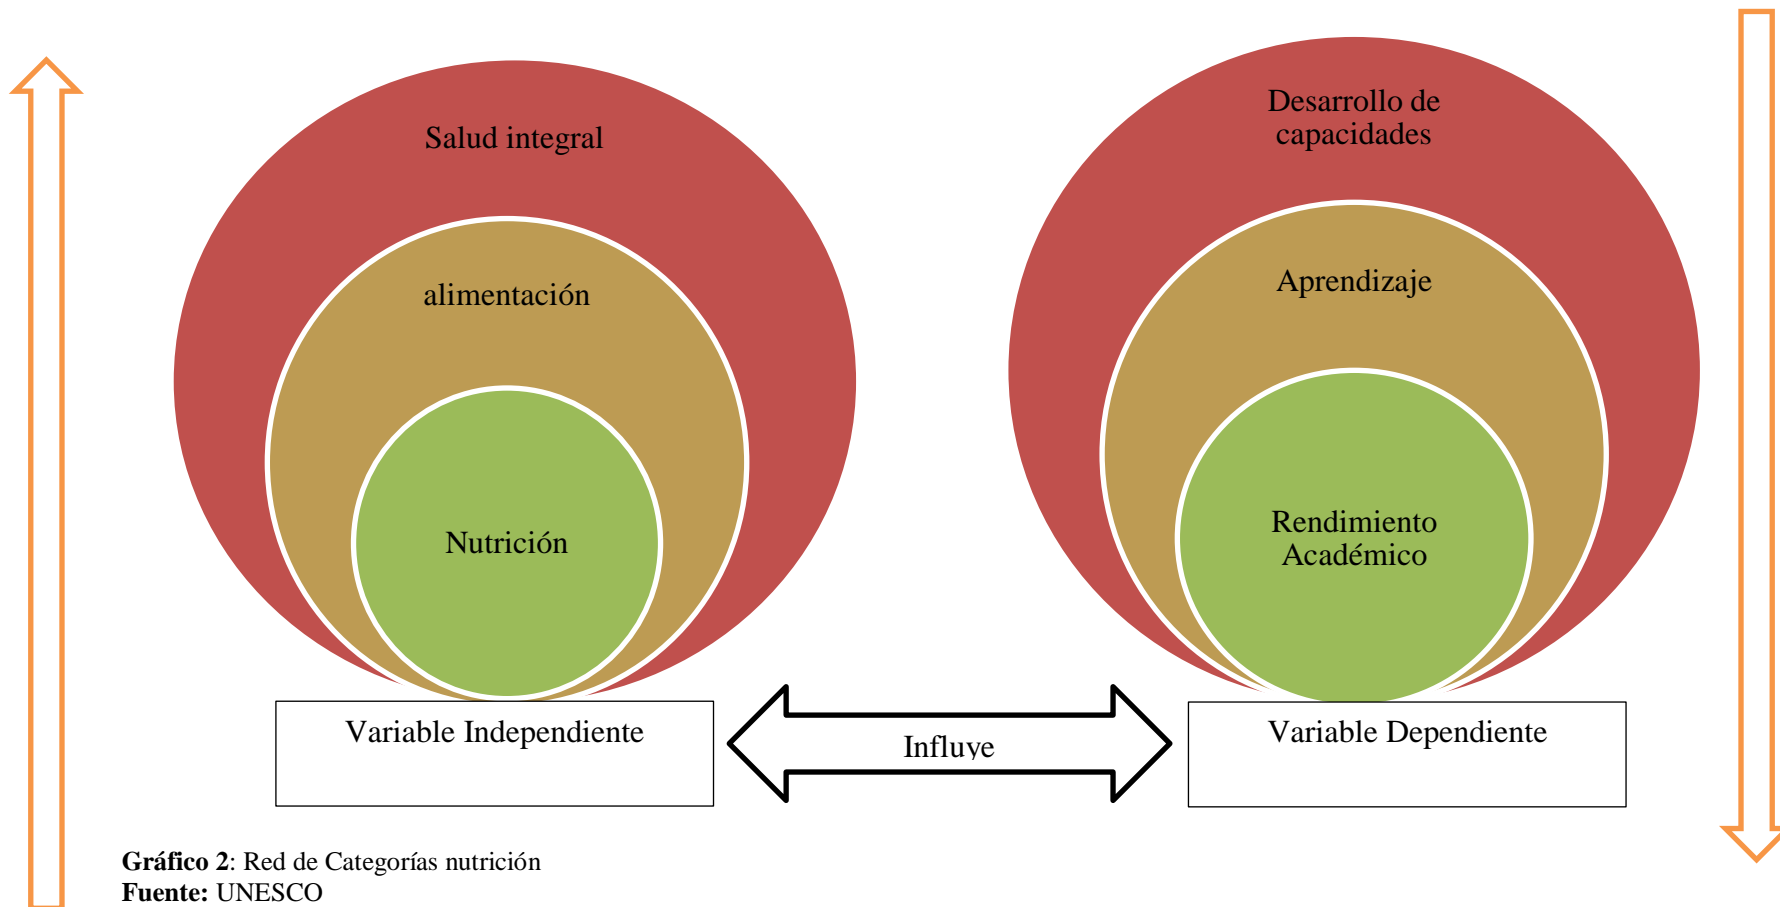 Salud integral
alimentación
Nutrición
Variable Independiente
Influye
Desarrollo de
capacidades
Aprendizaje
Rendimiento
Académico
Variable Dependiente
Gráfico 2: Red de Categorías nutrición
Fuente: UNESCO